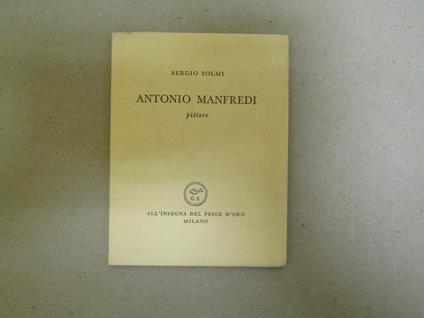 SERGIO SOLMI
ANTONIO MANFREDI
pittore
ALL'INSEGNA DEL PESCE D'ORO
MILANO